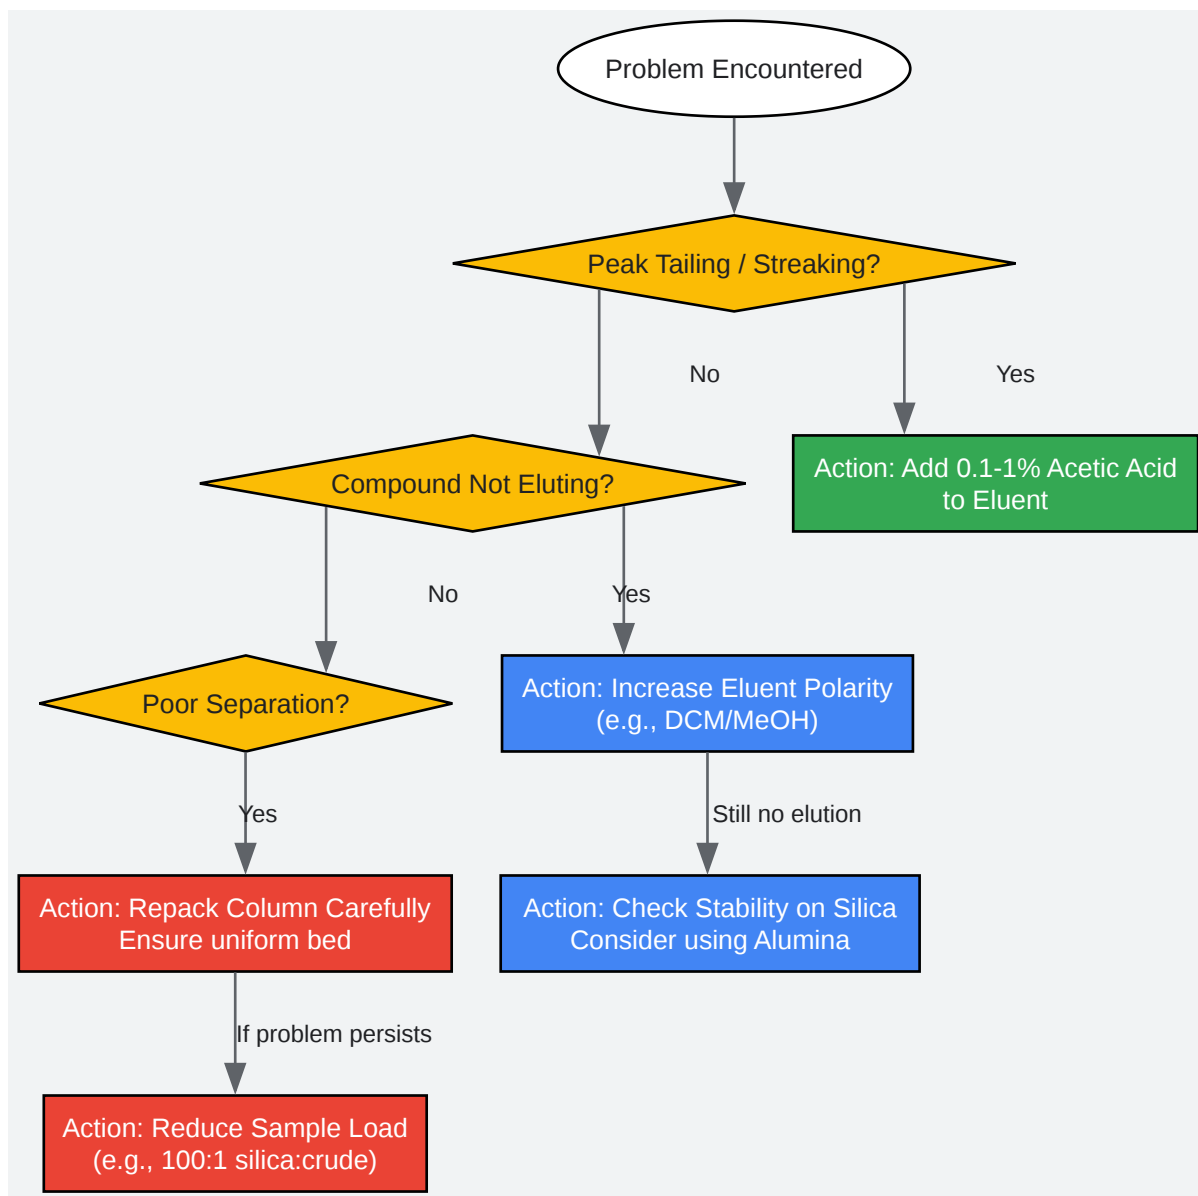 Problem Encountered
Peak Tailing / Streaking?
No
Yes
Action: Add 0.1-1% Acetic Acid
to Eluent
Compound Not Eluting?
No
Yes
Poor Separation?
Action: Increase Eluent Polarity
(e.g., DCM/MeOH)
Yes
Still no elution
Action: Repack Column Carefully
Ensure uniform bed
Action: Check Stability on Silica
Consider using Alumina
If problem persists
Action: Reduce Sample Load
(e.g., 100:1 silica:crude)